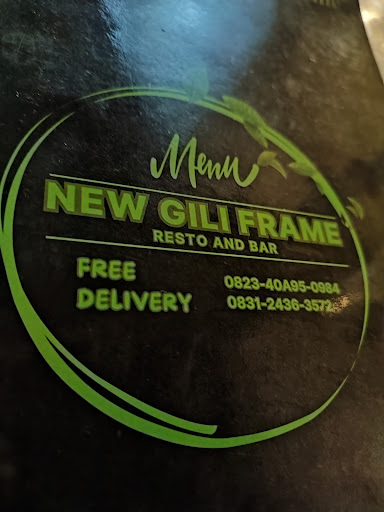 Menu
NEW GILI FRAME
RESTO AND BAR
FREE
DELIVERY
0823-40A95-0984
0831-2436-3572